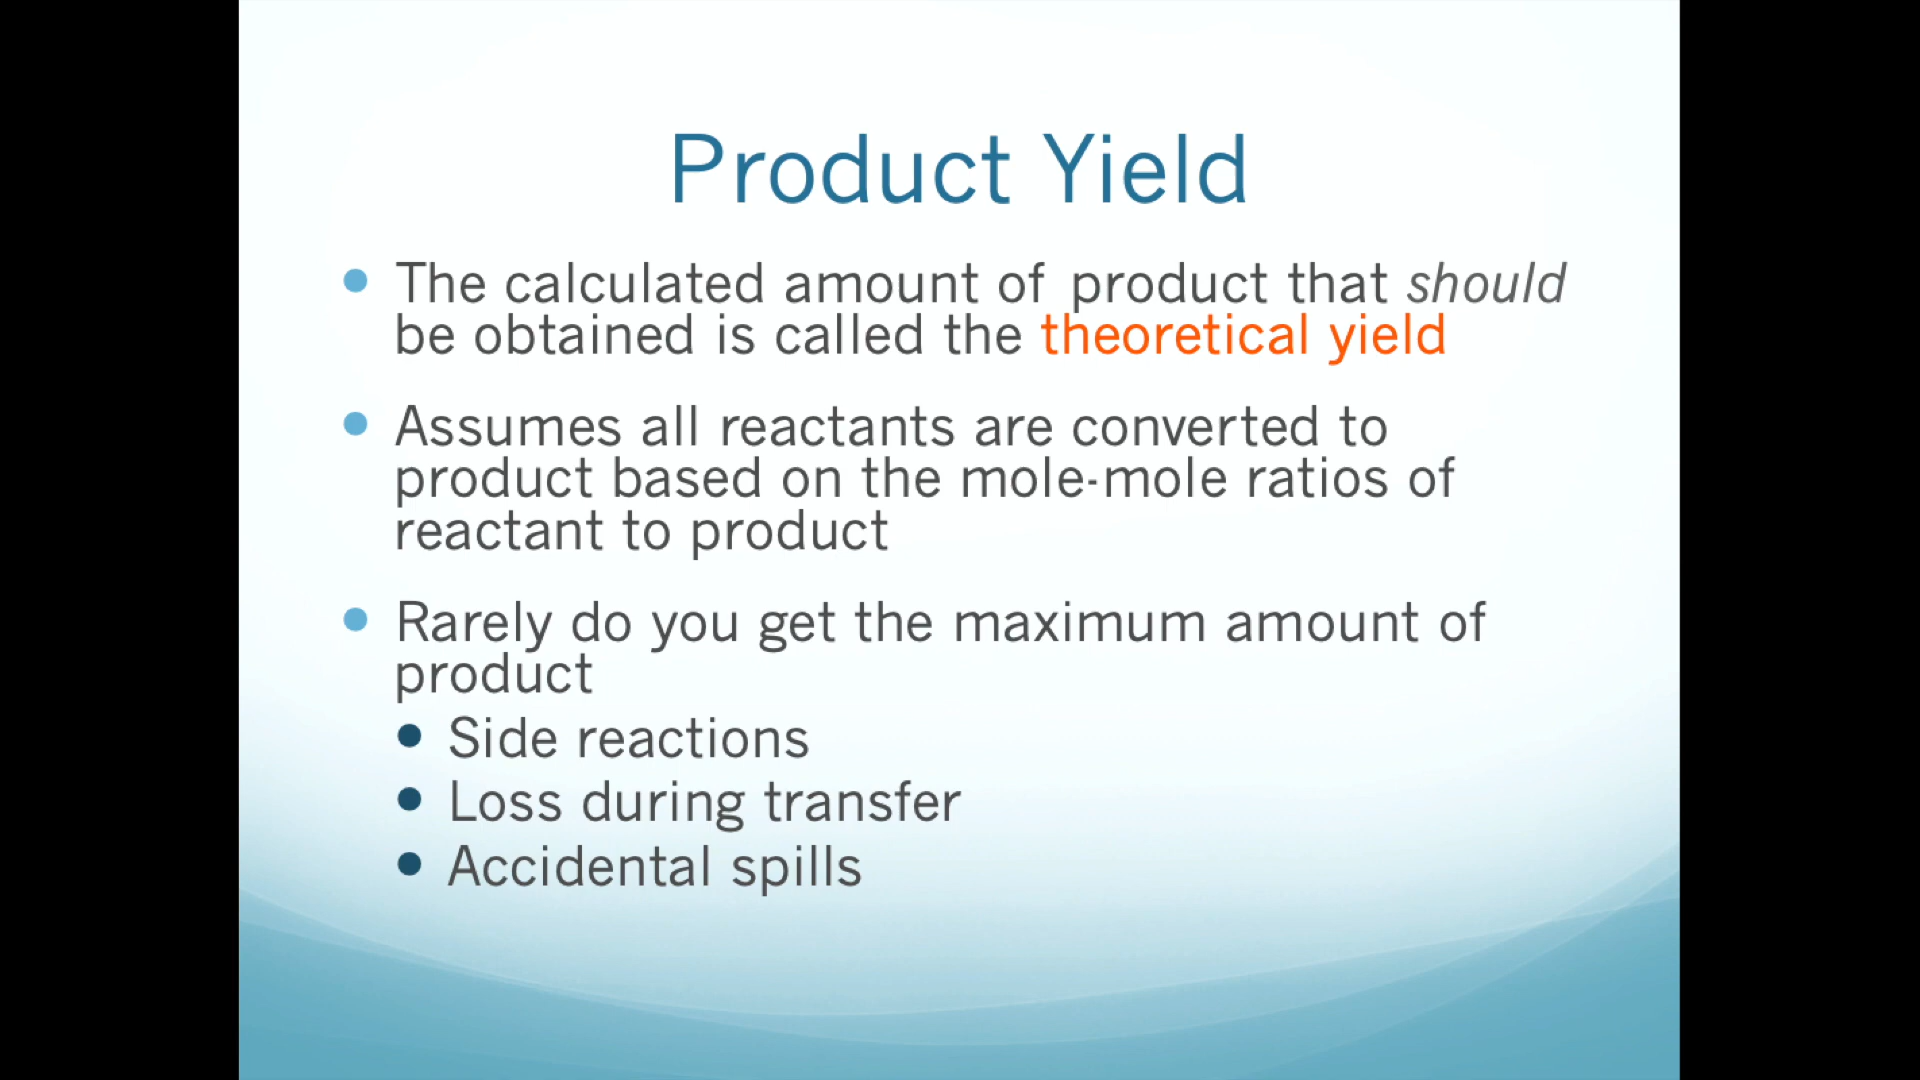 Product Yield
The calculated amount of product that should
be obtained is called the theoretical yield
Assumes all reactants are converted to
product based on the mole-mole ratios of
reactant to product
Rarely do you get the maximum amount of
product
Side reactions
Loss during transfer
Accidental spills